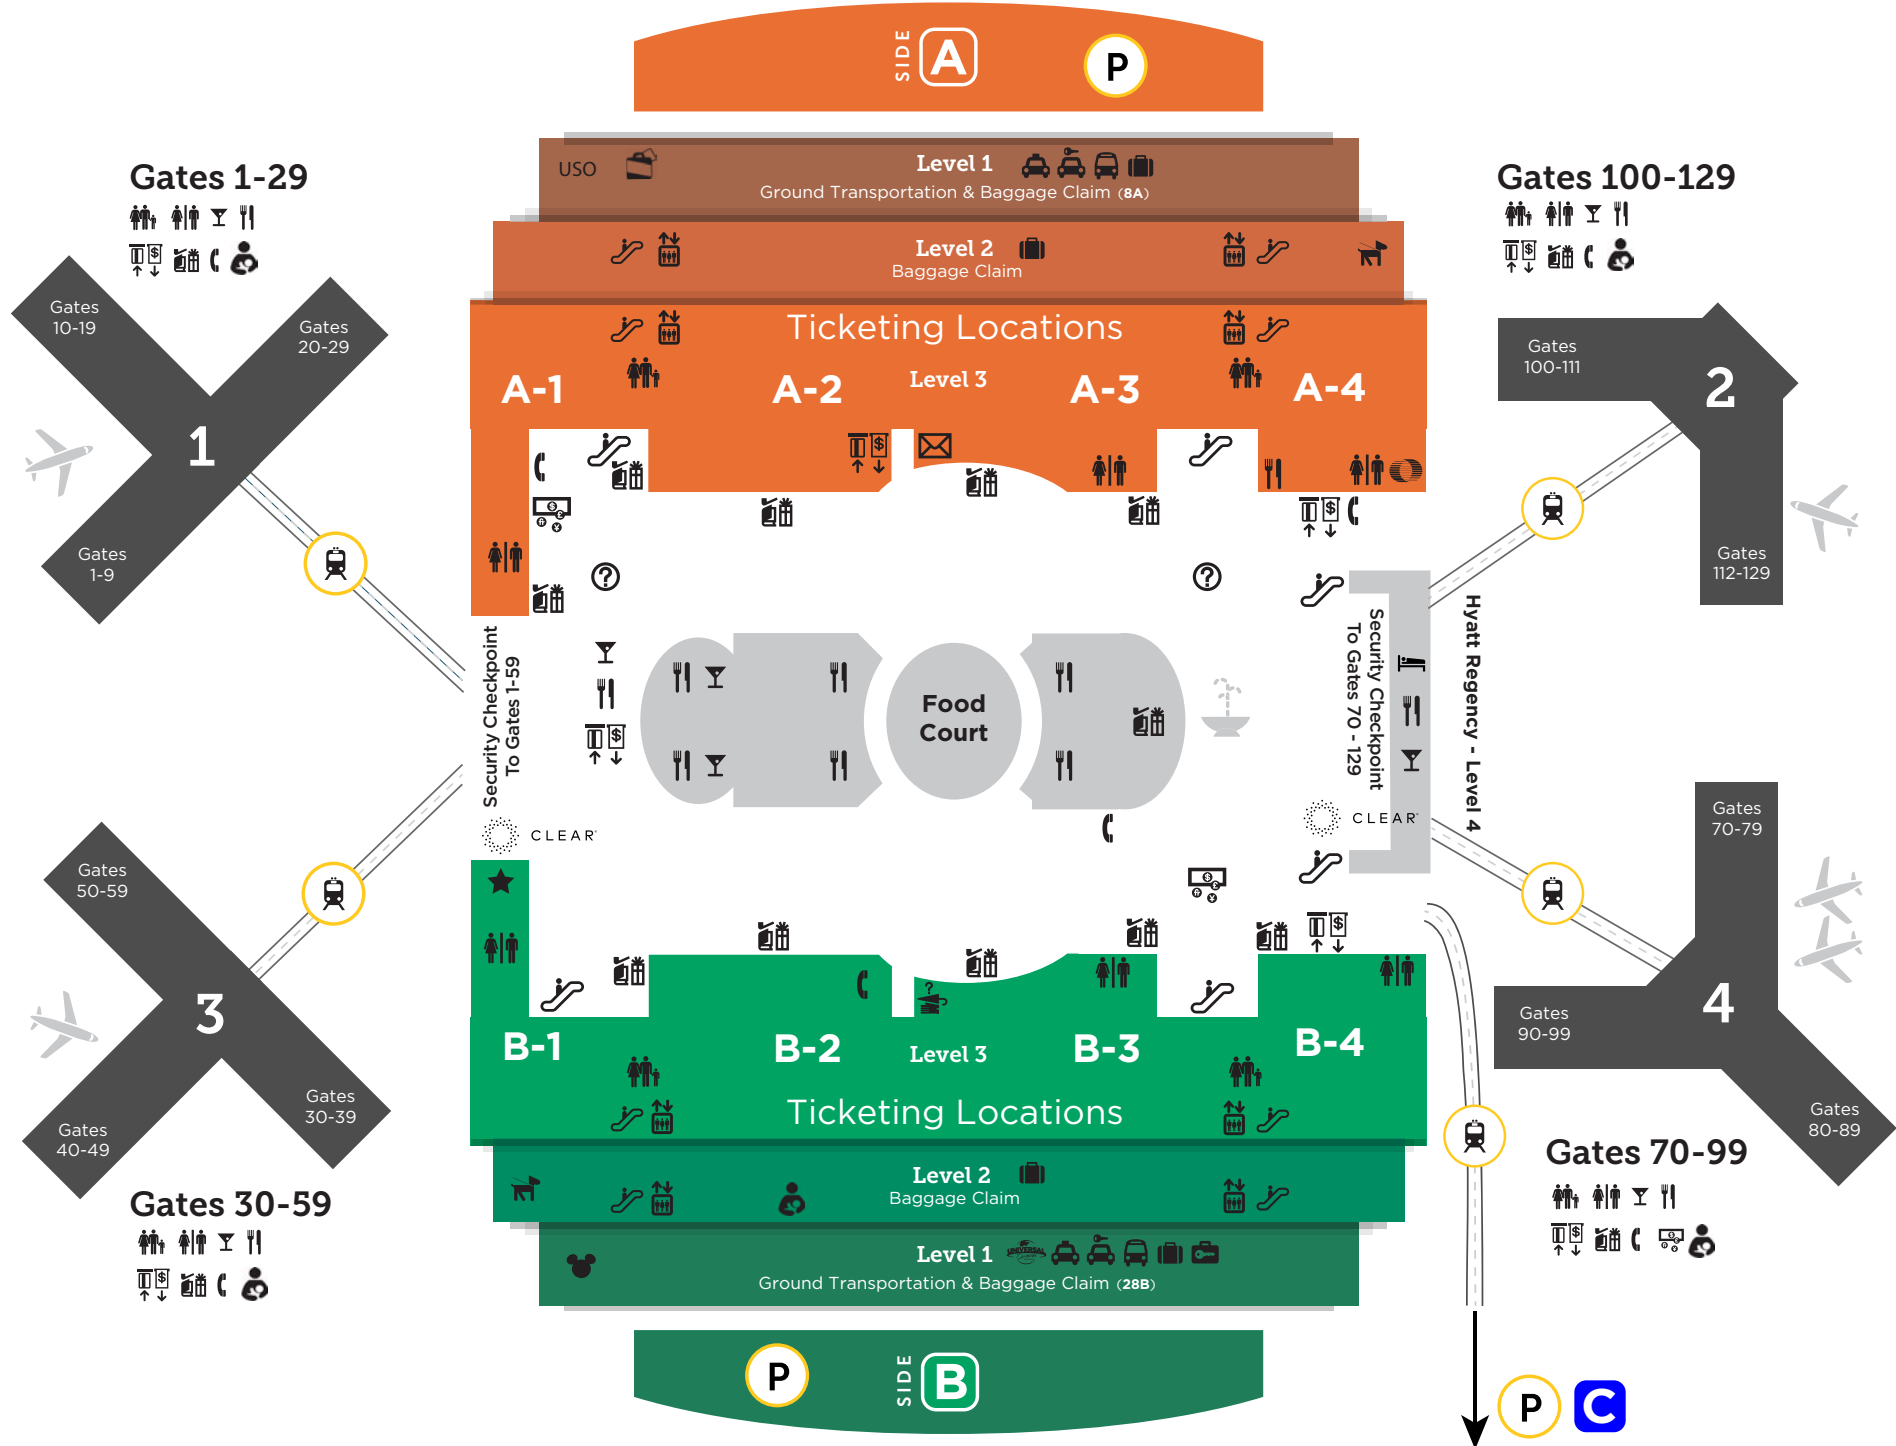 SIDE A
P
USO
Level 1
Ground Transportation & Baggage Claim (8A)
Level 2
Baggage Claim
Ticketing Locations
A-1
A-2
Level 3
A-3
A-4
Gates 1-29
Gates
10-19
Gates
20-29
1
Gates
1-9
Gates 100-129
Gates
100-111
2
Gates
112-129
Security Checkpoint
To Gates 1-59
Food
Court
Security Checkpoint
To Gates 70 - 129
Hyatt Regency - Level 4
CLEAR
CLEAR
Gates
50-59
3
Gates
30-39
Gates
40-49
Gates 30-59
Gates
70-79
Gates
90-99
4
Gates
80-89
Gates 70-99
B-1
B-2
Level 3
B-3
B-4
Ticketing Locations
Level 2
Baggage Claim
Level 1
UNIVERSAL
Ground Transportation & Baggage Claim (28B)
P
SIDE B
P
C